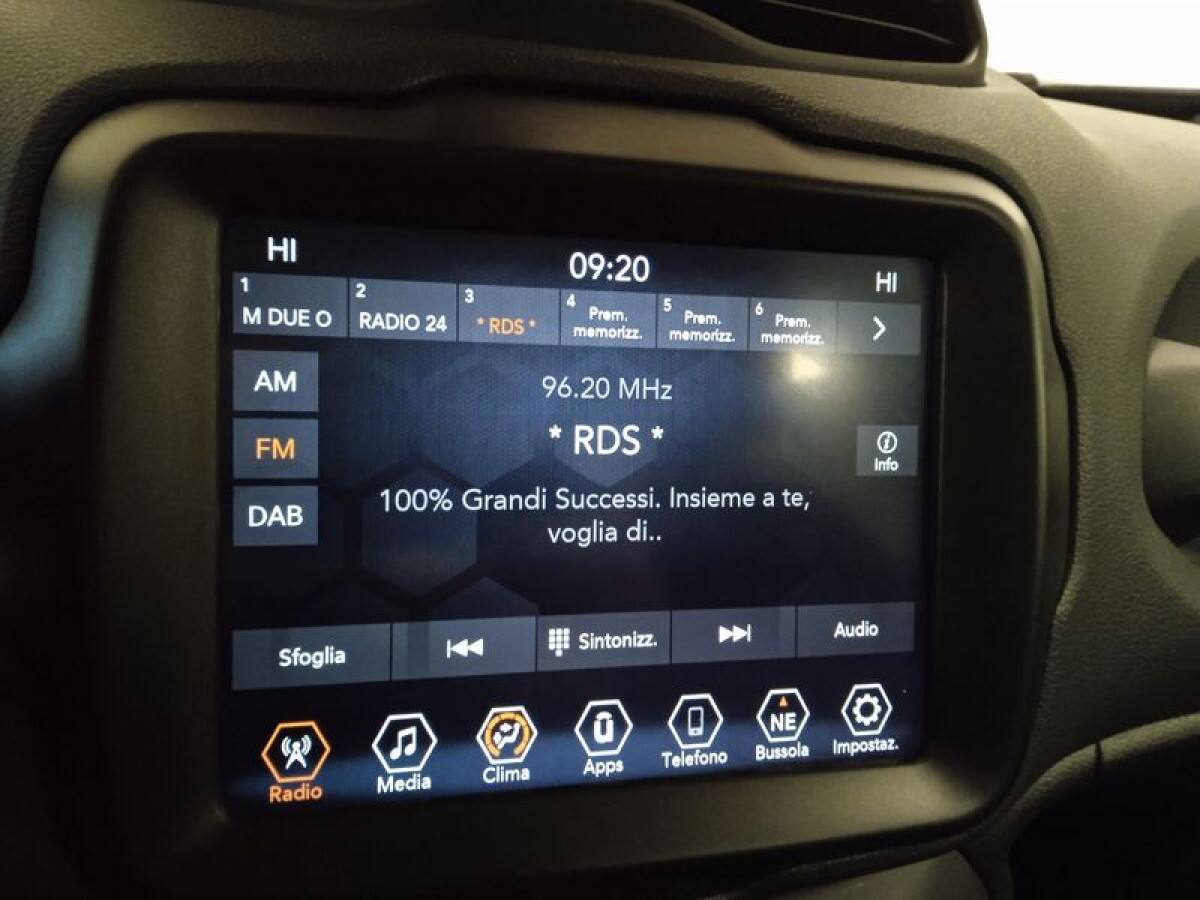 HI
09:20
HI
1
M DUE O
2
RADIO 24
3
* RDS *
4
Prem.
memorizz.
5
Prem.
memorizz.
6
Prem.
memorizz.
AM
96.20 MHz
FM
* RDS *
Info
DAB
100% Grandi Successi. Insieme a te,
voglia di..
Sfoglia
Sintonizz.
Audio
Radio
Media
Clima
Apps
Telefono
NE
Bussola
Impostaz.